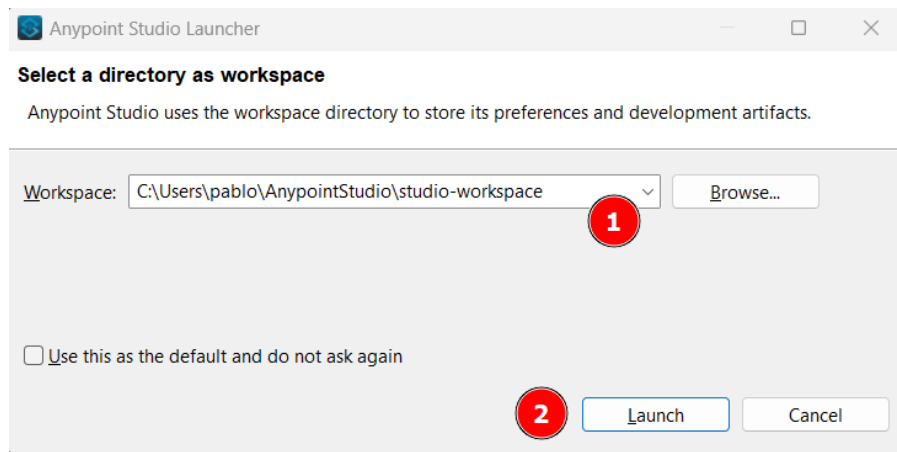 Anypoint Studio Launcher
Select a directory as workspace
Anypoint Studio uses the workspace directory to store its preferences and development artifacts.
Workspace: C:\Users\pablo\AnypointStudio\studio-workspace Browse...
1
Use this as the default and do not ask again
2 Launch Cancel